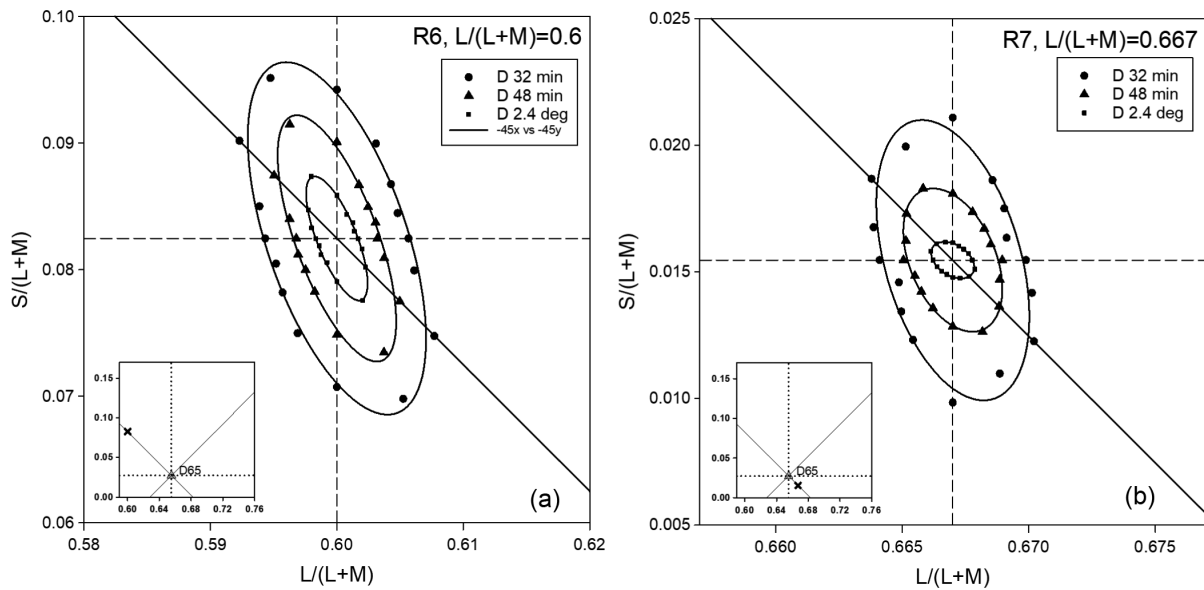 R6, L/(L+M)=0.6
D 32 min
D 48 min
D 2.4 deg
-45x vs -45y
0.10
0.09
0.08
0.07
0.06
S/(L+M)
0.15
0.10
0.05
0.00
D65
0.60 0.64 0.68 0.72 0.76
(a)
0.58 0.59 0.60 0.61 0.62
L/(L+M)
R7, L/(L+M)=0.667
D 32 min
D 48 min
D 2.4 deg
0.025
0.020
0.015
0.010
0.005
S/(L+M)
0.15
0.10
0.05
0.00
D65
0.60 0.64 0.68 0.72 0.76
(b)
0.660 0.665 0.670 0.675
L/(L+M)